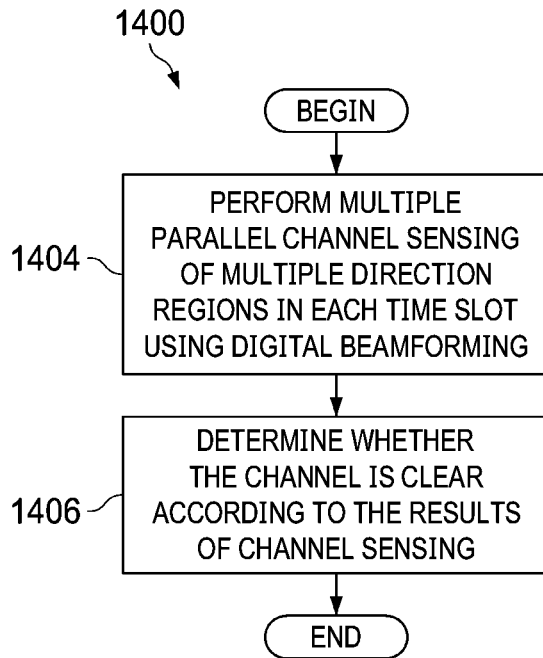 1400
BEGIN
1404
PERFORM MULTIPLE
PARALLEL CHANNEL SENSING
OF MULTIPLE DIRECTION
REGIONS IN EACH TIME SLOT
USING DIGITAL BEAMFORMING
1406
DETERMINE WHETHER
THE CHANNEL IS CLEAR
ACCORDING TO THE RESULTS
OF CHANNEL SENSING
END